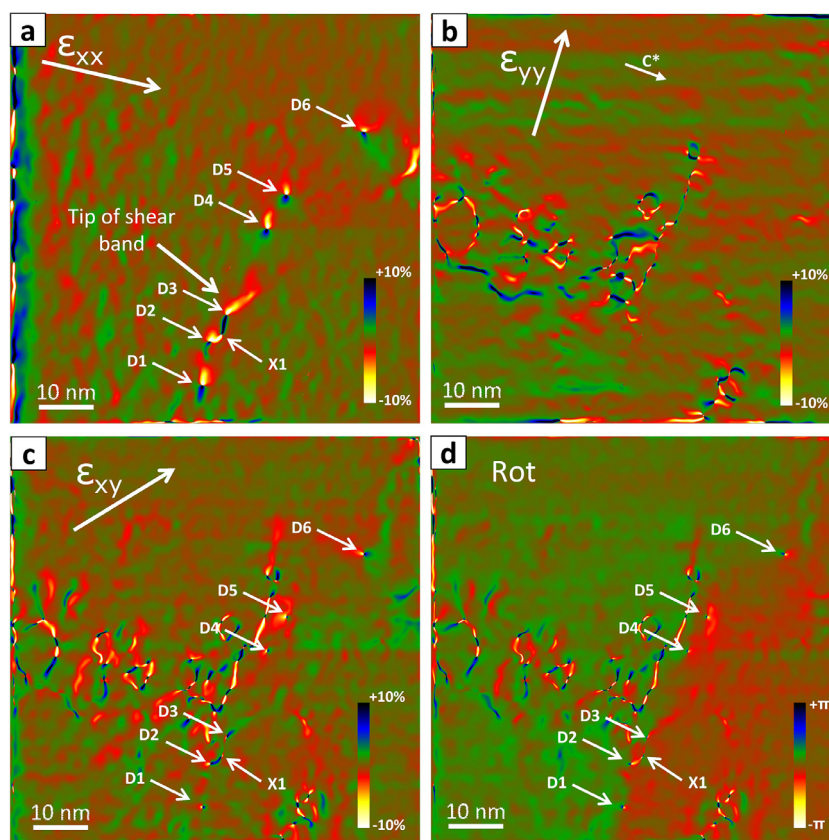 a
εxx
D6
D5
D4
Tip of shear
band
D3
D2
X1
D1
10 nm
+10%
-10%
b
εyy
c*
10 nm
+10%
-10%
c
εxy
D6
D5
D4
D3
D2
X1
D1
10 nm
+10%
-10%
d
Rot
D6
D5
D4
D3
D2
X1
D1
10 nm
+π
-π